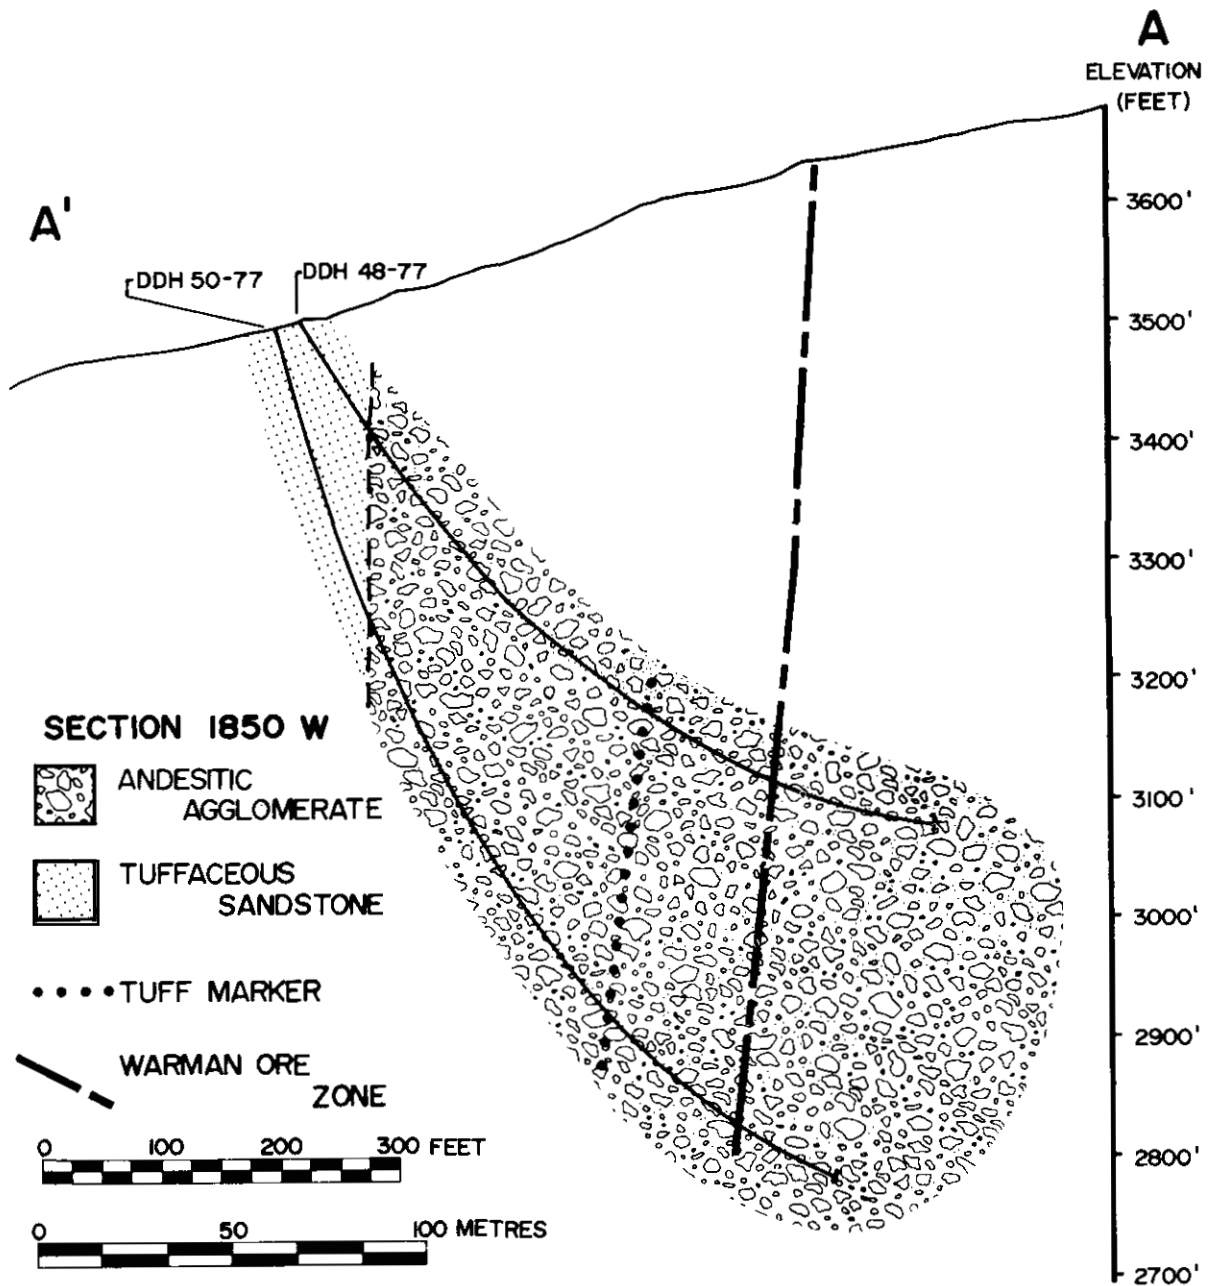 A
ELEVATION
(FEET)
A'
DDH 50-77
DDH 48-77
3600'
3500'
3400'
3300'
3200'
3100'
3000'
2900'
2800'
2700'
SECTION 1850 W
ANDESITIC
AGGLOMERATE
TUFFACEOUS
SANDSTONE
TUFF MARKER
WARMAN ORE
ZONE
0 100 200 300 FEET
0 50 100 METRES